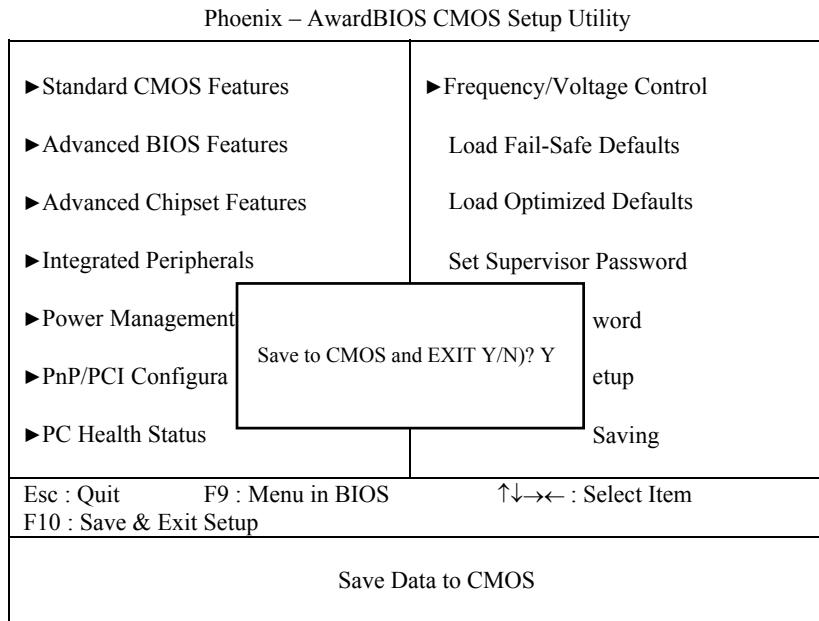 Phoenix – AwardBIOS CMOS Setup Utility
►Standard CMOS Features
►Advanced BIOS Features
►Advanced Chipset Features
►Integrated Peripherals
►Power Management
►PnP/PCI Configura
►PC Health Status
►Frequency/Voltage Control
Load Fail-Safe Defaults
Load Optimized Defaults
Set Supervisor Password
word
etup
Saving
Save to CMOS and EXIT Y/N)? Y
Esc : Quit F9 : Menu in BIOS ↑↓→← : Select Item
F10 : Save & Exit Setup
Save Data to CMOS